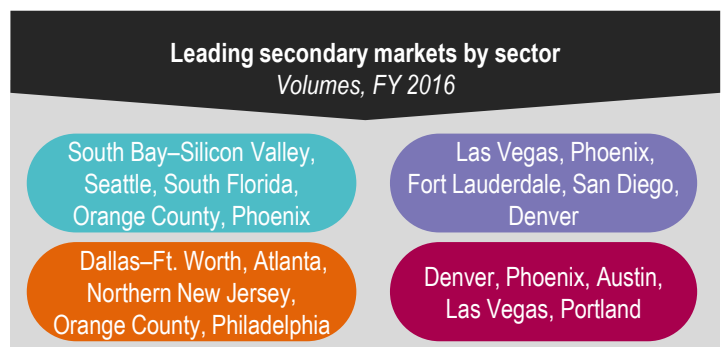 Leading secondary markets by sector
Volumes, FY 2016
South Bay–Silicon Valley,
Seattle, South Florida,
Orange County, Phoenix
Las Vegas, Phoenix,
Fort Lauderdale, San Diego,
Denver
Dallas–Ft. Worth, Atlanta,
Northern New Jersey,
Orange County, Philadelphia
Denver, Phoenix, Austin,
Las Vegas, Portland